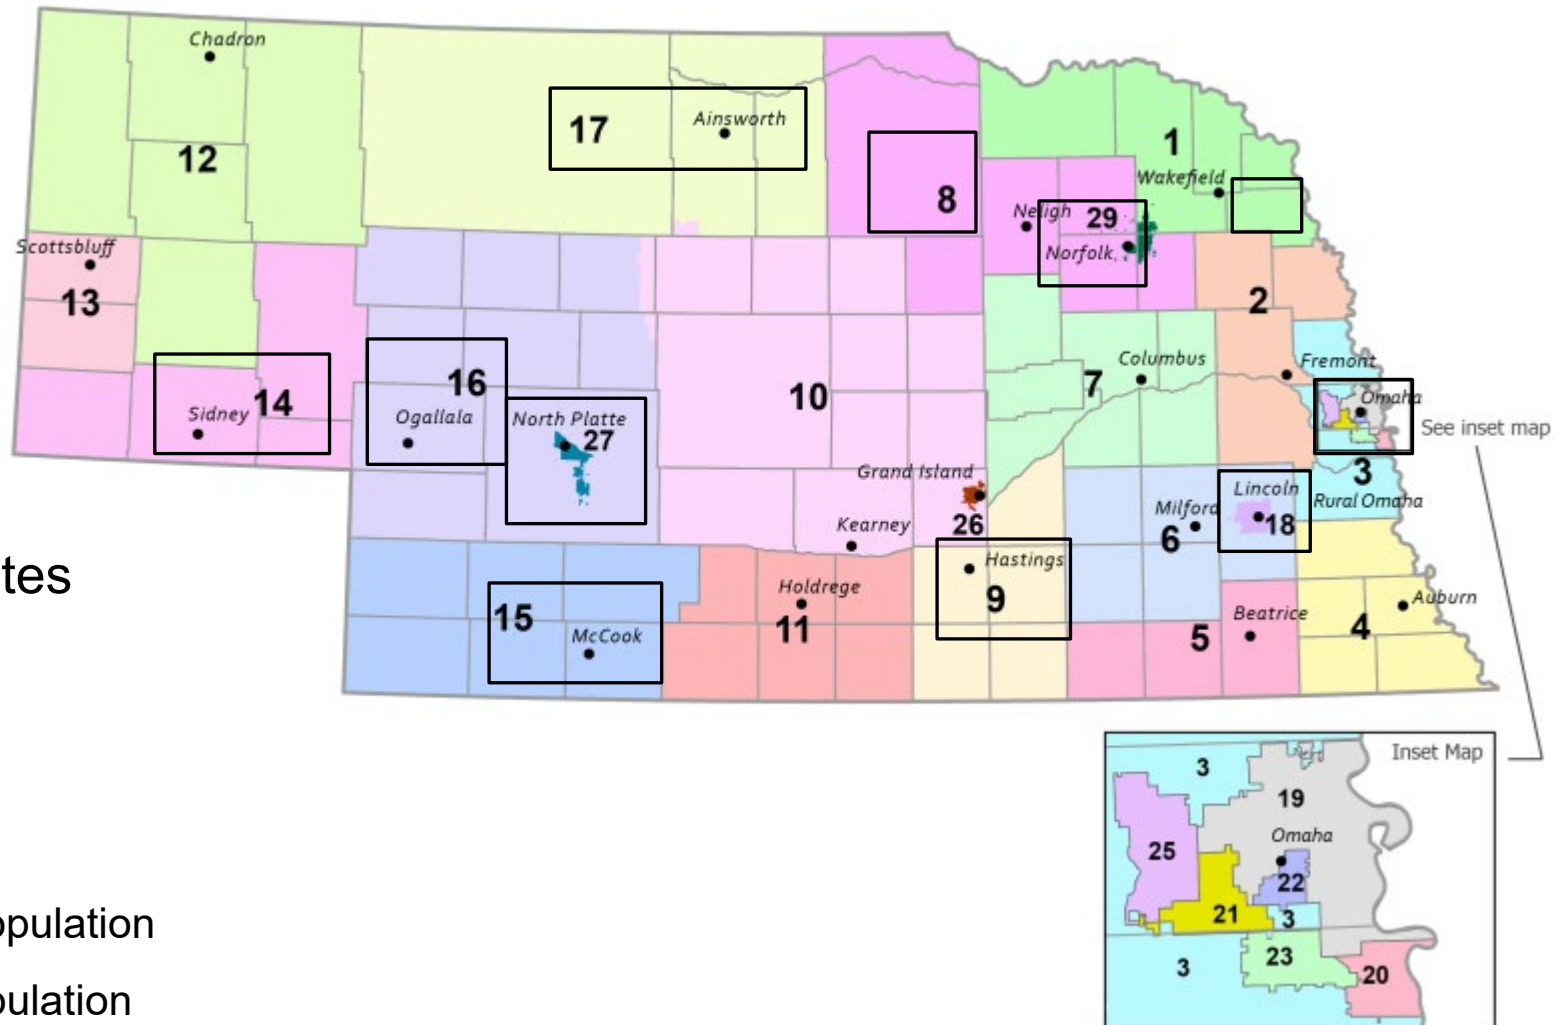 Chadron
12
17
Ainsworth
8
1
Wakefield
Neligh
29
Norfolk,
Scottsbluff
13
2
14
Sidney
16
Ogallala
North Platte
27
10
7
Columbus
Fremont
Omaha
See inset map
3
Rural Omaha
Grand Island
26
Kearney
Milford
6
Lincoln
18
tes
15
McCook
Holdrege
11
Hastings
9
Beatrice
5
Auburn
4
Inset Map
3
19
Omaha
25
22
21
3
23
3
20
opulation
pulation